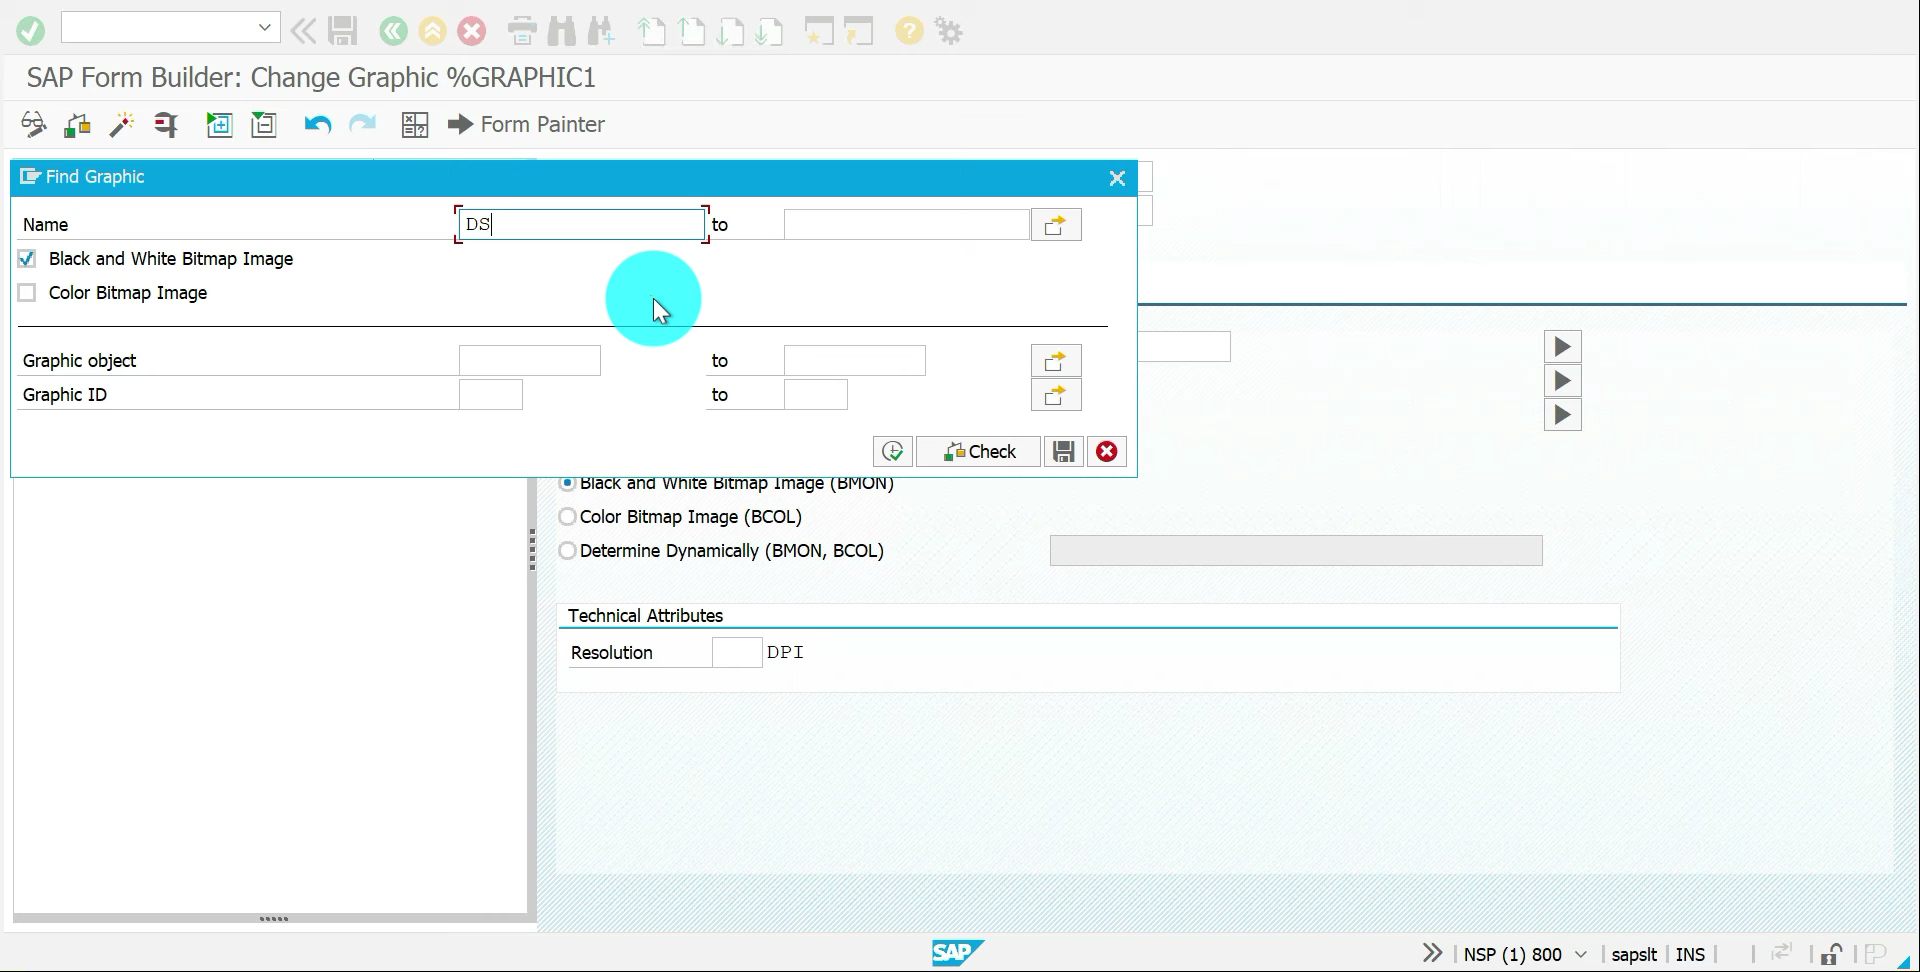 SAP Form Builder: Change Graphic %GRAPHIC1
Form Painter
Find Graphic
Name DS to
Black and White Bitmap Image
Color Bitmap Image
Graphic object to
Graphic ID to
Check
Black and White Bitmap Image (BMON)
Color Bitmap Image (BCOL)
Determine Dynamically (BMON, BCOL)
Technical Attributes
Resolution DPI
SAP NSP (1) 800 sapslt INS